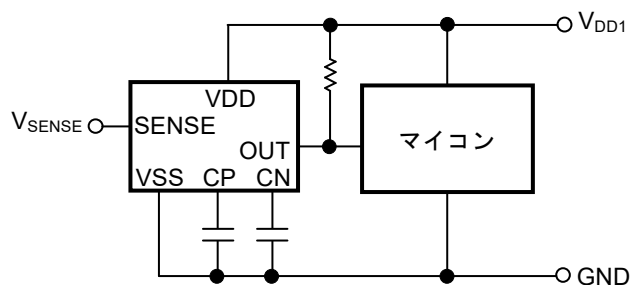 VDD1
VDD
VSENSE
SENSE
OUT
VSS CP CN
マイコン
GND